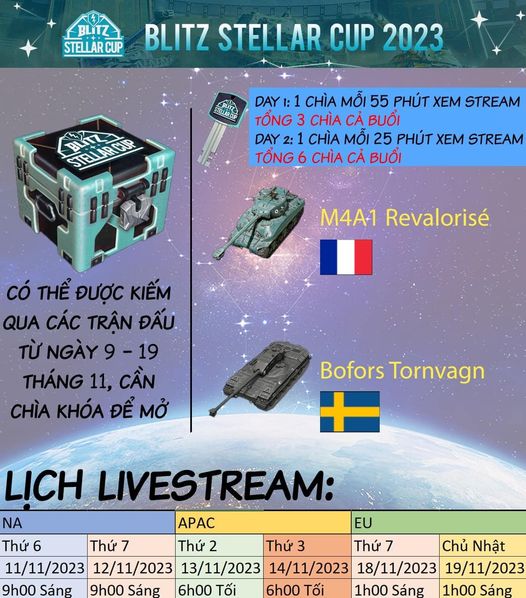 BLITZ
STELLAR CUP
BLITZ STELLAR CUP 2023
DAY 1: 1 CHÌA MỖI 55 PHÚT XEM STREAM
TỔNG 3 CHÌA CẢ BUỔI
DAY 2: 1 CHÌA MỖI 25 PHÚT XEM STREAM
TỔNG 6 CHÌA CẢ BUỔI
BLITZ
STELLAR CUP
M4A1 Revalorisé
CÓ THỂ ĐƯỢC KIẾM
QUA CÁC TRẬN ĐẤU
TỪ NGÀY 9 - 19
THÁNG 11, CẦN
CHÌA KHÓA ĐỂ MỞ
Bofors Tornvagn
LỊCH LIVESTREAM:
NA APAC EU
Thứ 6 Thứ 7 Thứ 2 Thứ 3 Thứ 7 Chủ Nhật
11/11/2023 12/11/2023 13/11/2023 14/11/2023 18/11/2023 19/11/2023
9h00 Sáng 9h00 Sáng 6h00 Tối 6h00 Tối 1h00 Sáng 1h00 Sáng